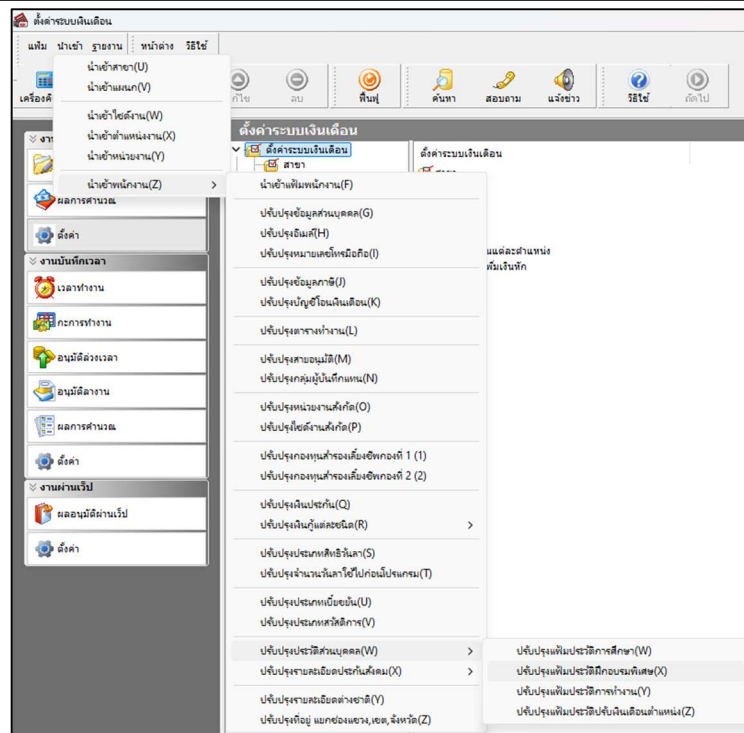 ตั้งค่าระบบเงินเดือน
แฟ้ม นำเข้า รายงาน หน้าต่าง วิธีใช้
นำเข้าสาขา(U)
นำเข้าแผนก(V)
นำเข้าไซต์งาน(W)
นำเข้าตำแหน่งงาน(X)
นำเข้าหน่วยงาน(Y)
นำเข้าพนักงาน(Z)
ลบ ฟื้นฟู ค้นหา สอบถาม แจ้งข่าว วิธีใช้ ถัดไป
ตั้งค่าระบบเงินเดือน
ตั้งค่าระบบเงินเดือน
สาขา
ตั้งค่าระบบเงินเดือน
ผลการคำนวณ
ตั้งค่า
งานบันทึกเวลา
เวลาทำงาน
กะการทำงาน
อนุมัติล่วงเวลา
อนุมัติลางาน
ผลการคำนวณ
ตั้งค่า
งานผ่านเว็ป
ผลอนุมัติผ่านเว็ป
ตั้งค่า
นำเข้าแฟ้มพนักงาน(F)
ปรับปรุงข้อมูลส่วนบุคคล(G)
ปรับปรุงอีเมล์(H)
ปรับปรุงหมายเลขโทรมือถือ(I)
ปรับปรุงข้อมูลภาษี(J)
ปรับปรุงบัญชีโอนเงินเดือน(K)
ปรับปรุงตารางทำงาน(L)
ปรับปรุงสายอนุมัติ(M)
ปรับปรุงกลุ่มผู้บันทึกแทน(N)
ปรับปรุงหน่วยงานสังกัด(O)
ปรับปรุงไซต์งานสังกัด(P)
ปรับปรุงกองทุนสำรองเลี้ยงชีพกองที่ 1 (1)
ปรับปรุงกองทุนสำรองเลี้ยงชีพกองที่ 2 (2)
ปรับปรุงเงินประกัน(Q)
ปรับปรุงเงินกู้แต่ละชนิด(R)
ปรับปรุงประเภทสิทธิวันลา(S)
ปรับปรุงจำนวนวันลาใช้ไปก่อนโปรแกรม(T)
ปรับปรุงประเภทเบี้ยขยัน(U)
ปรับปรุงประเภทสวัสดิการ(V)
ปรับปรุงประวัติส่วนบุคคล(W)
ปรับปรุงรายละเอียดประกันสังคม(X)
ปรับปรุงรายละเอียดต่างชาติ(Y)
ปรับปรุงที่อยู่ แยกช่องแขวง,เขต,จังหวัด(Z)
ปรับปรุงแฟ้มประวัติการศึกษา(W)
ปรับปรุงแฟ้มประวัติฝึกอบรมพิเศษ(X)
ปรับปรุงแฟ้มประวัติการทำงาน(Y)
ปรับปรุงแฟ้มประวัติปรับเงินเดือนตำแหน่ง(Z)